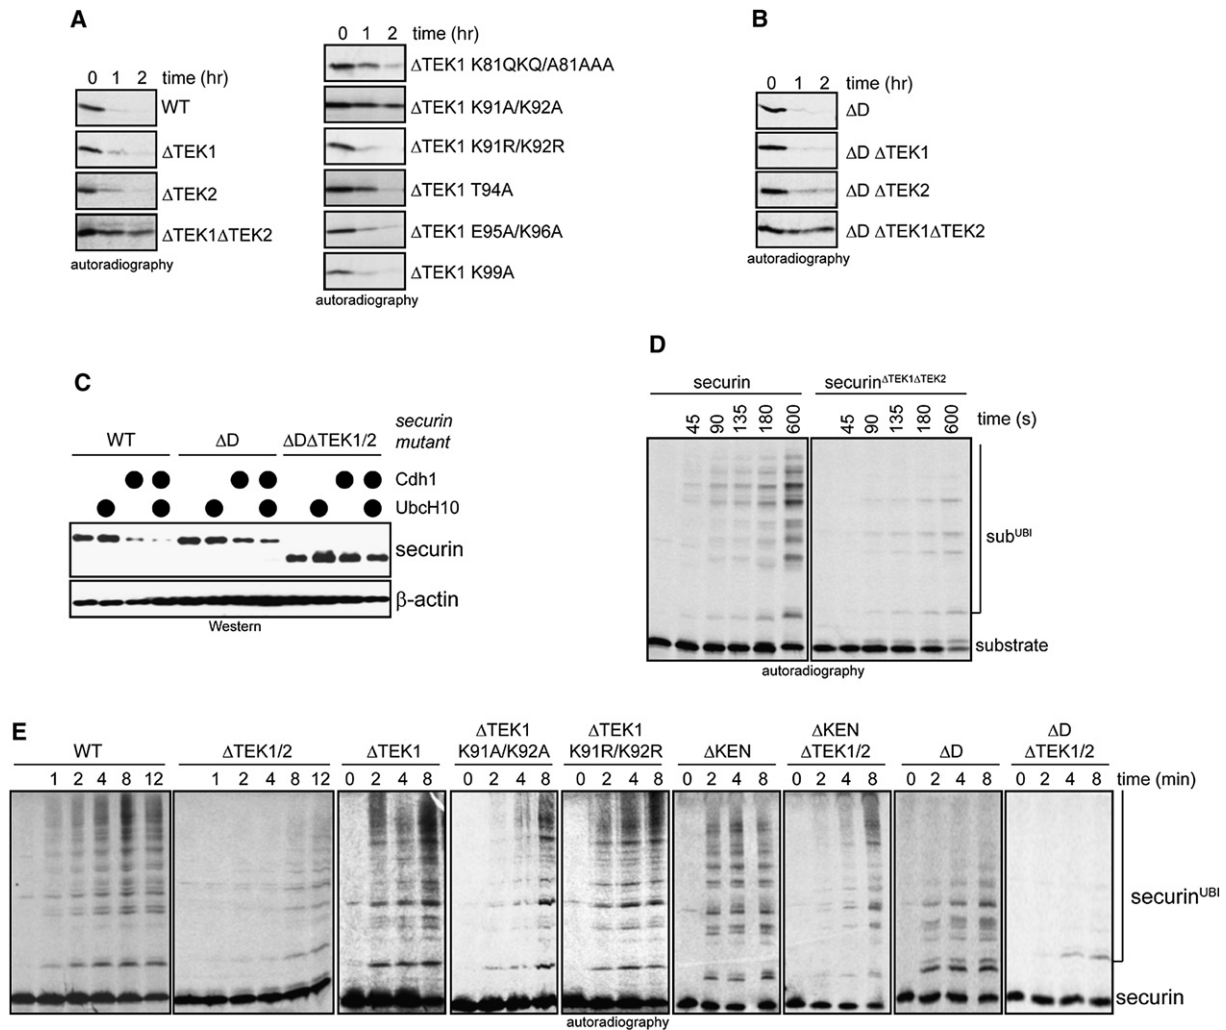 A
0 1 2 time (hr)
WT
ΔTEK1
ΔTEK2
ΔTEK1ΔTEK2
autoradiography
0 1 2 time (hr)
ΔTEK1 K81QKQ/A81AAA
ΔTEK1 K91A/K92A
ΔTEK1 K91R/K92R
ΔTEK1 T94A
ΔTEK1 E95A/K96A
ΔTEK1 K99A
autoradiography
B
0 1 2 time (hr)
ΔD
ΔD ΔTEK1
ΔD ΔTEK2
ΔD ΔTEK1ΔTEK2
autoradiography
C
WT ΔD ΔDΔTEK1/2 securin mutant
Cdh1
UbcH10
securin
β-actin
Western
D
securin securinΔTEK1ΔTEK2
45 90 135 180 600 45 90 135 180 600 time (s)
subUBI
substrate
autoradiography
E
WT ΔTEK1/2 ΔTEK1 ΔTEK1 K91A/K92A ΔTEK1 K91R/K92R ΔKEN ΔKEN ΔTEK1/2 ΔD ΔD ΔTEK1/2
1 2 4 8 12 1 2 4 8 12 0 2 4 8 0 2 4 8 0 2 4 8 0 2 4 8 0 2 4 8 0 2 4 8 0 2 4 8 time (min)
securinUBI
securin
autoradiography